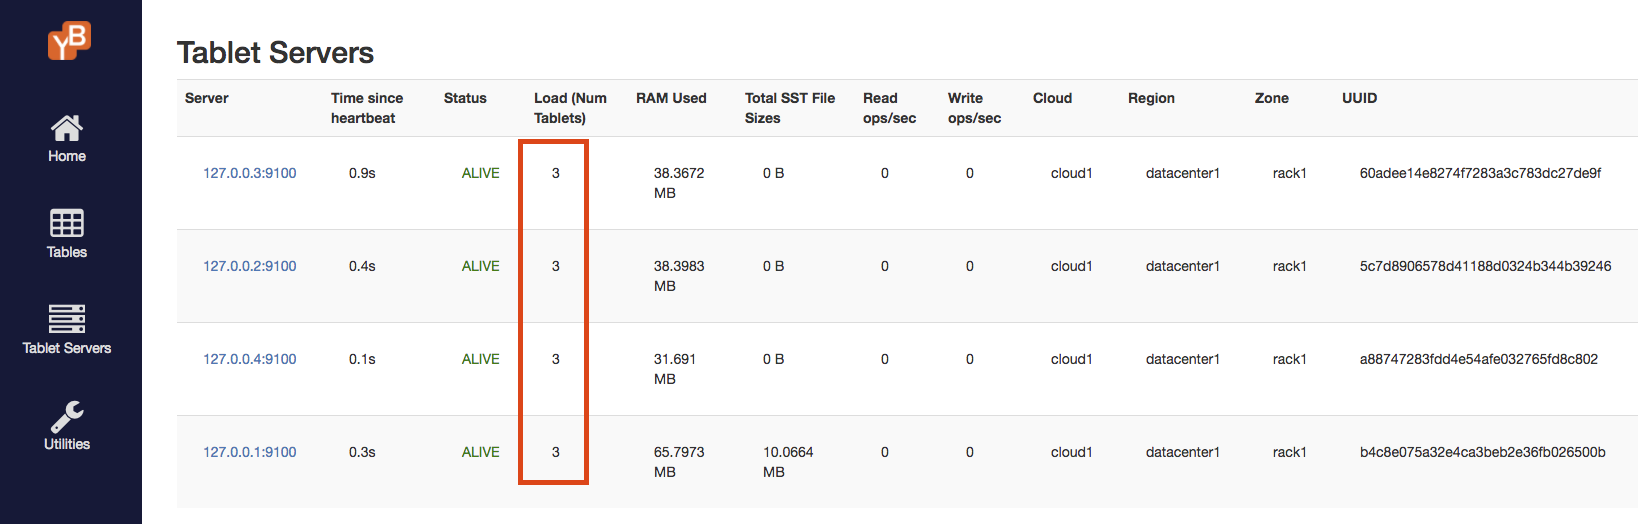 YB
Home
Tables
Tablet Servers
Utilities
Tablet Servers
Server Time since heartbeat Status Load (Num Tablets) RAM Used Total SST File Sizes Read ops/sec Write ops/sec Cloud Region Zone UUID
127.0.0.3:9100 0.9s ALIVE 3 38.3672 MB 0 B 0 0 cloud1 datacenter1 rack1 60adee14e8274f7283a3c783dc27de9f
127.0.0.2:9100 0.4s ALIVE 3 38.3983 MB 0 B 0 0 cloud1 datacenter1 rack1 5c7d8906578d41188d0324b344b39246
127.0.0.4:9100 0.1s ALIVE 3 31.691 MB 0 B 0 0 cloud1 datacenter1 rack1 a88747283fdd4e54afe032765fd8c802
127.0.0.1:9100 0.3s ALIVE 3 65.7973 MB 10.0664 MB 0 0 cloud1 datacenter1 rack1 b4c8e075a32e4ca3beb2e36fb026500b